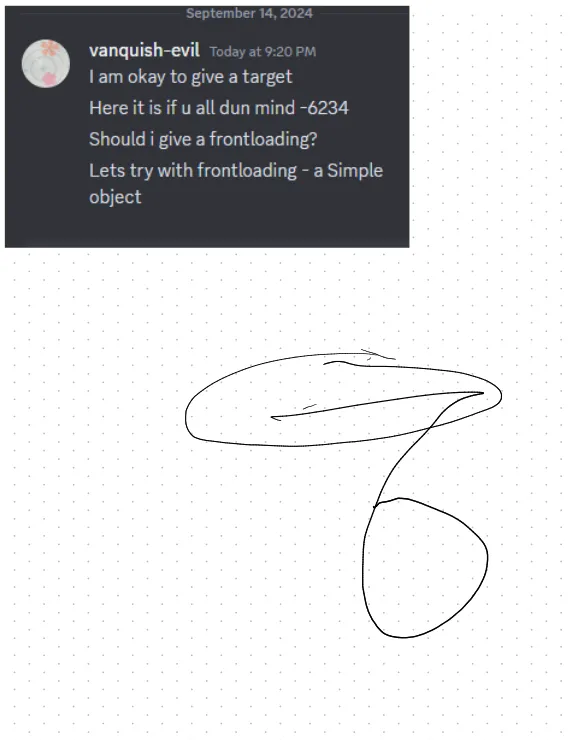 September 14, 2024
vanquish-evil Today at 9:20 PM
I am okay to give a target
Here it is if u all dun mind -6234
Should i give a frontloading?
Lets try with frontloading - a Simple
object